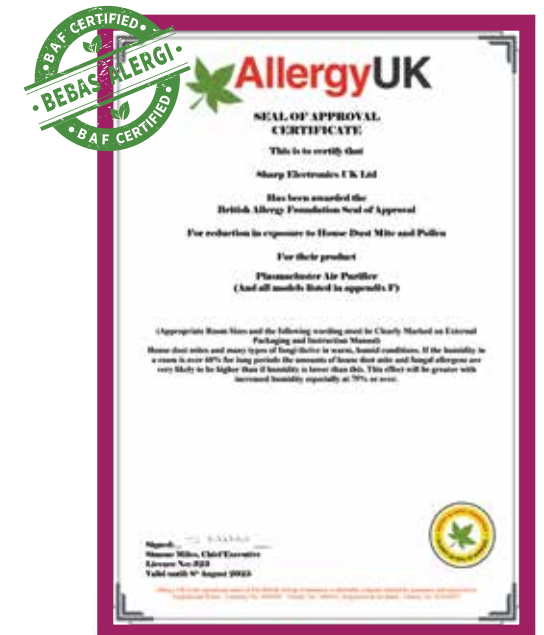 BAF CERTIFIED
BEBAS ALERGI
BAF CERTIFIED
AllergyUK
SEAL OF APPROVAL
CERTIFICATE
This is to certify that
Sharp Electronics UK Ltd
Has been awarded the
British Allergy Foundation Seal of Approval
For reduction in exposure to House Dust Mite and Pollen
For their product
Plasmacluster Air Purifier
(And all models listed in appendix F)
(Appropriate Room Sizes and the following wording must be Clearly Marked on External
Packaging and Instruction Manual)
House dust mites and many types of fungi thrive in warm, humid conditions. If the humidity in
a room is over 60% for long periods the amounts of house dust mite and fungal allergens are
very likely to be higher than if humidity is lower than this. This effect will be greater with
increased humidity especially at 70% or over.
Signed:
Simone Miles, Chief Executive
Licence No:
Valid until: August